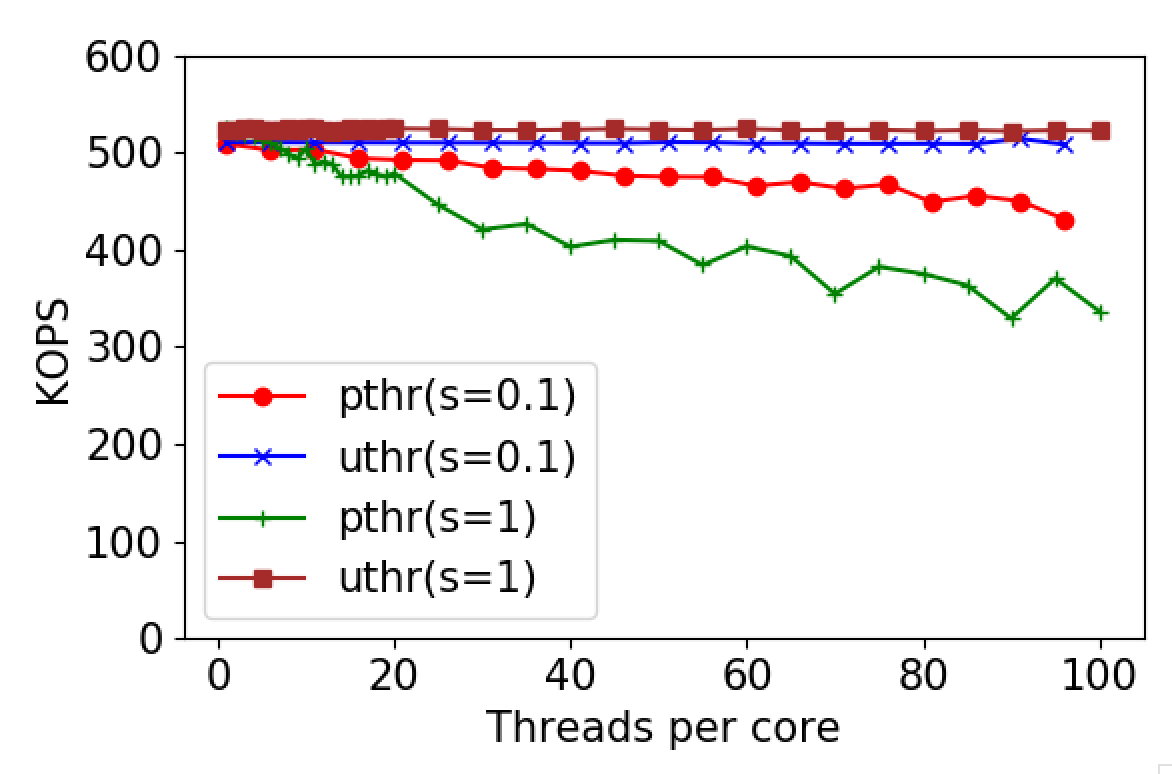 600
500
400
300
200
100
0
KOPS
pthr(s=0.1)
uthr(s=0.1)
pthr(s=1)
uthr(s=1)
0 20 40 60 80 100
Threads per core